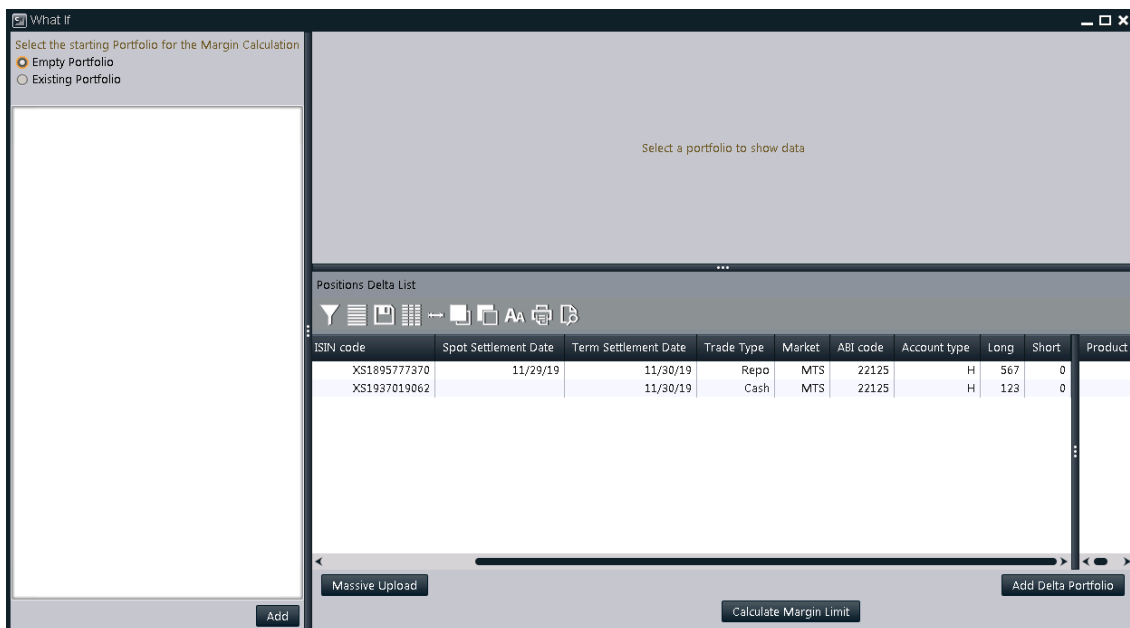 What If
Select the starting Portfolio for the Margin Calculation
Empty Portfolio
Existing Portfolio
Add
Select a portfolio to show data
Positions Delta List
ISIN code Spot Settlement Date Term Settlement Date Trade Type Market ABI code Account type Long Short Product
XS1895777370 11/29/19 11/30/19 Repo MTS 22125 H 567 0
XS1937019062 11/30/19 Cash MTS 22125 H 123 0
Massive Upload
Add Delta Portfolio
Calculate Margin Limit